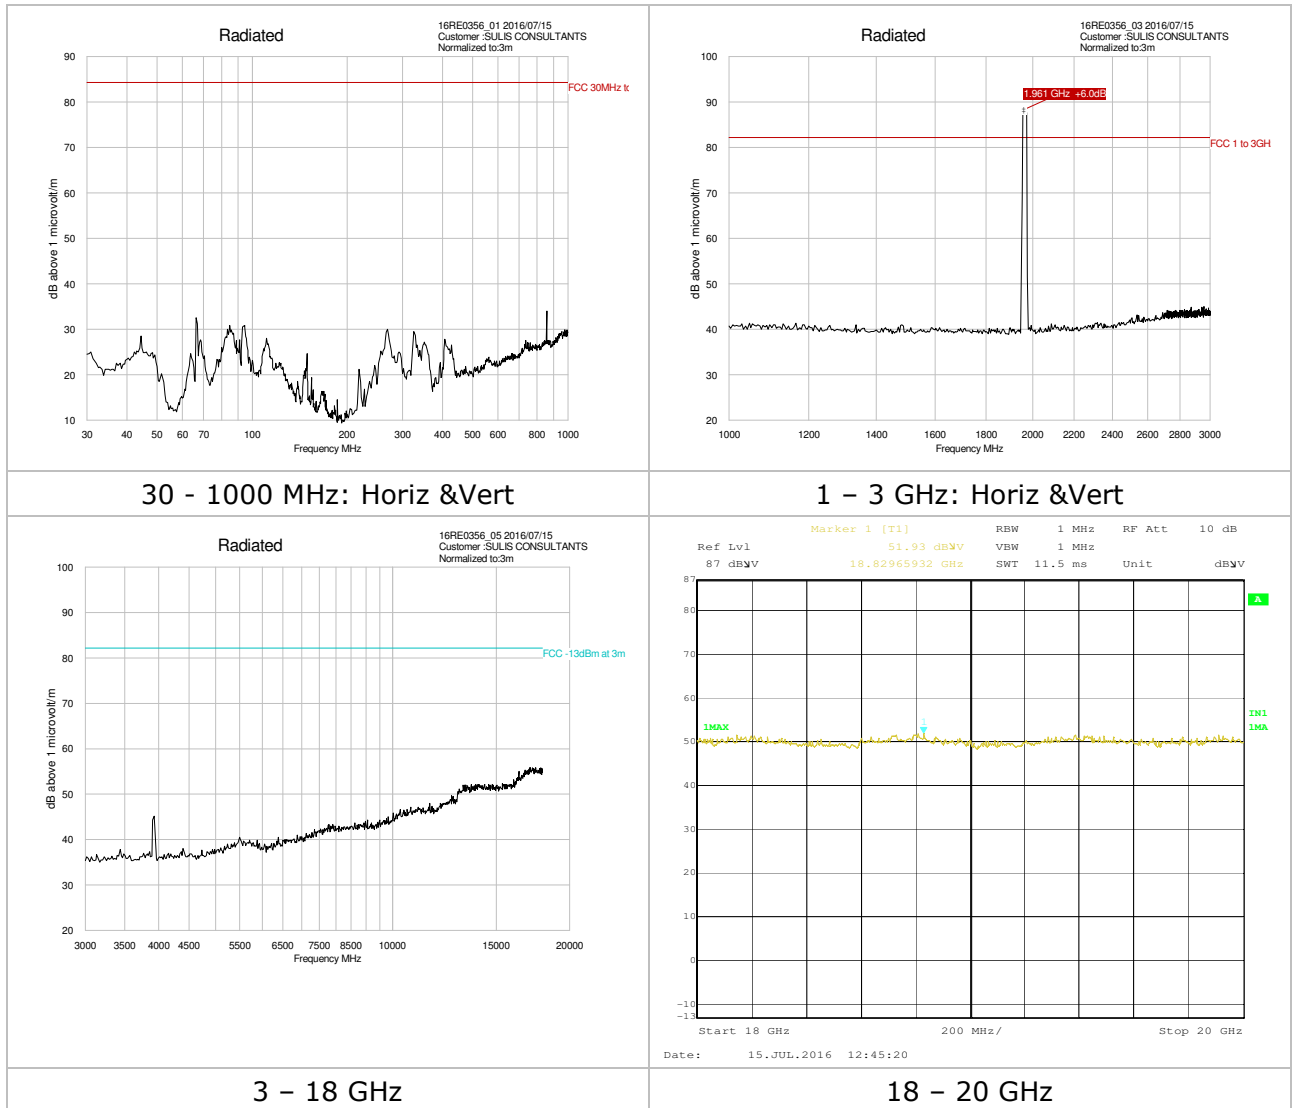 Radiated
16RE0356_01 2016/07/15
Customer :SULIS CONSULTANTS
Normalized to:3m
90
80
70
60
50
40
30
20
10
dB above 1 microvolt/m
FCC 30MHz to
30 40 50 60 70 100 200 300 400 500 600 800 1000
Frequency MHz
30 - 1000 MHz: Horiz &Vert
Radiated
16RE0356_03 2016/07/15
Customer :SULIS CONSULTANTS
Normalized to:3m
100
90
80
70
60
50
40
30
20
dB above 1 microvolt/m
1.961 GHz +6.0dB
FCC 1 to 3GH
1000 1200 1400 1600 1800 2000 2200 2400 2600 2800 3000
Frequency MHz
1 – 3 GHz: Horiz &Vert
Radiated
16RE0356_05 2016/07/15
Customer :SULIS CONSULTANTS
Normalized to:3m
100
90
80
70
60
50
40
30
20
dB above 1 microvolt/m
FCC -13dBm at 3m
3000 3500 4000 4500 5500 6500 7500 8500 10000 15000 20000
Frequency MHz
3 – 18 GHz
Marker 1 [T1] RBW 1 MHz RF Att 10 dB
Ref Lvl 51.93 dBµV VBW 1 MHz
87 dBµV 18.82965932 GHz SWT 11.5 ms Unit dBµV
87
80
70
60
50
40
30
20
10
0
-10
-13
A
1
1MAX
IN1
1MA
Start 18 GHz 200 MHz/ Stop 20 GHz
Date: 15.JUL.2016 12:45:20
18 – 20 GHz